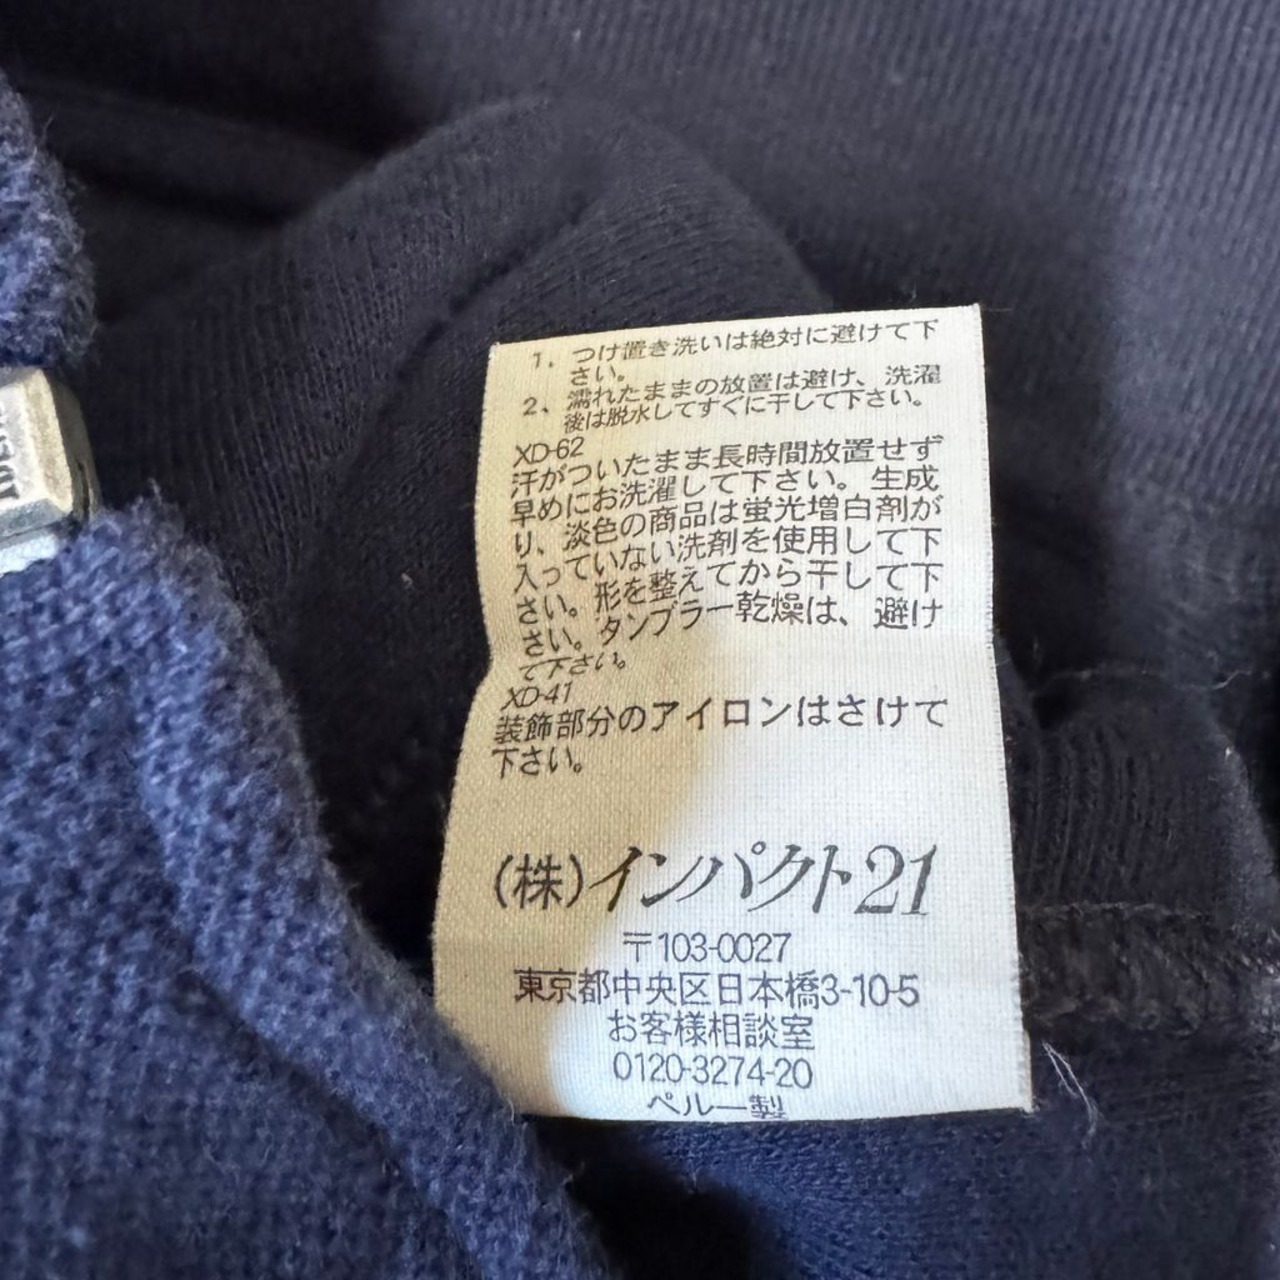 1、つけ置き洗いは絶対に避けて下
さい。
2、濡れたままの放置は避け、洗濯
後は脱水してすぐに干して下さい。
XD-62
汗がついたまま長時間放置せず
早めにお洗濯して下さい。生成
り、淡色の商品は蛍光増白剤が
入っていない洗剤を使用して下
さい。形を整えてから干して下
さい。タンブラー乾燥は、避け
て下さい。
XD-41
装飾部分のアイロンはさけて
下さい。
(株)インパクト21
〒103-0027
東京都中央区日本橋3-10-5
お客様相談室
0120-3274-20
ペルー製